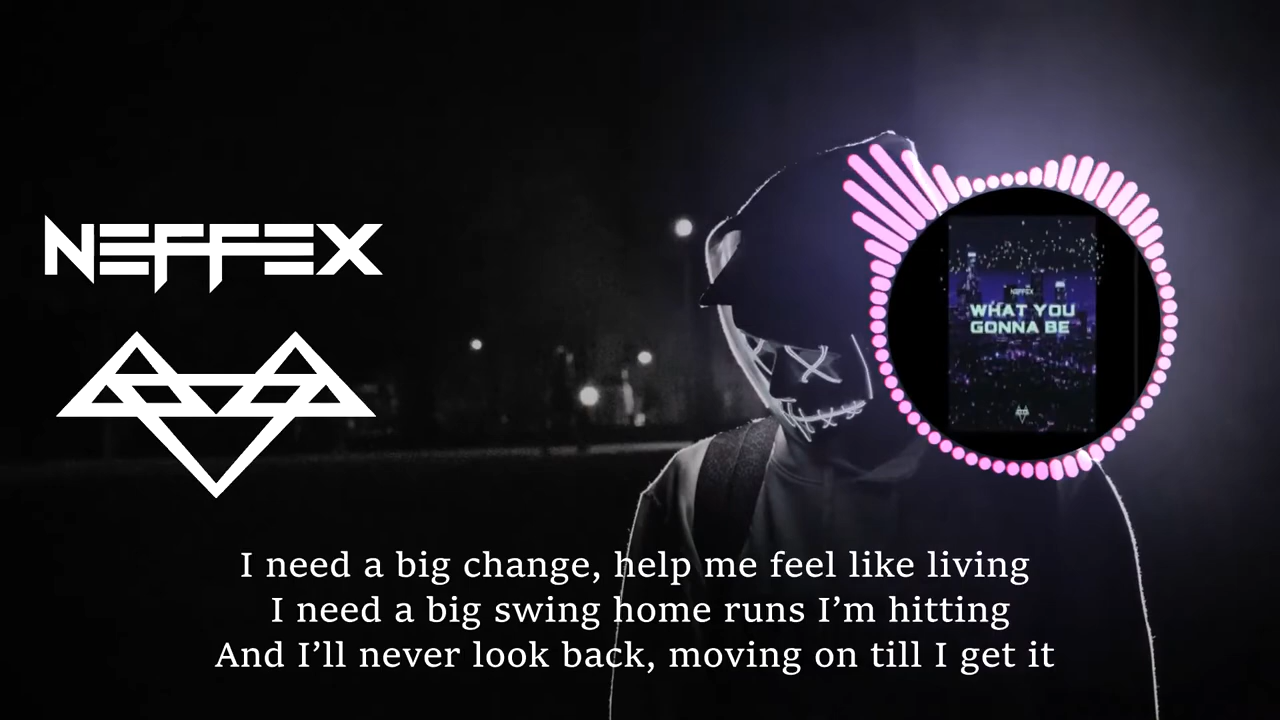 NEFFEX
NEFFEX
WHAT YOU
GONNA BE
I need a big change, help me feel like living
I need a big swing home runs I’m hitting
And I’ll never look back, moving on till I get it